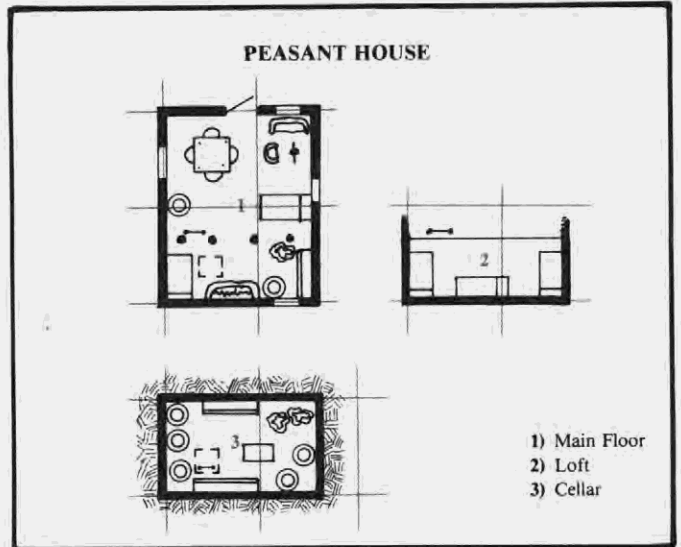 PEASANT HOUSE
1
2
3
1) Main Floor
2) Loft
3) Cellar